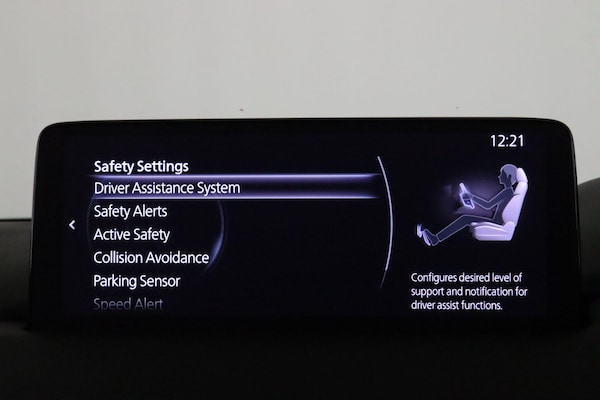 12:21
Safety Settings
Driver Assistance System
Safety Alerts
Active Safety
Collision Avoidance
Parking Sensor
Speed Alert
Configures desired level of
support and notification for
driver assist functions.